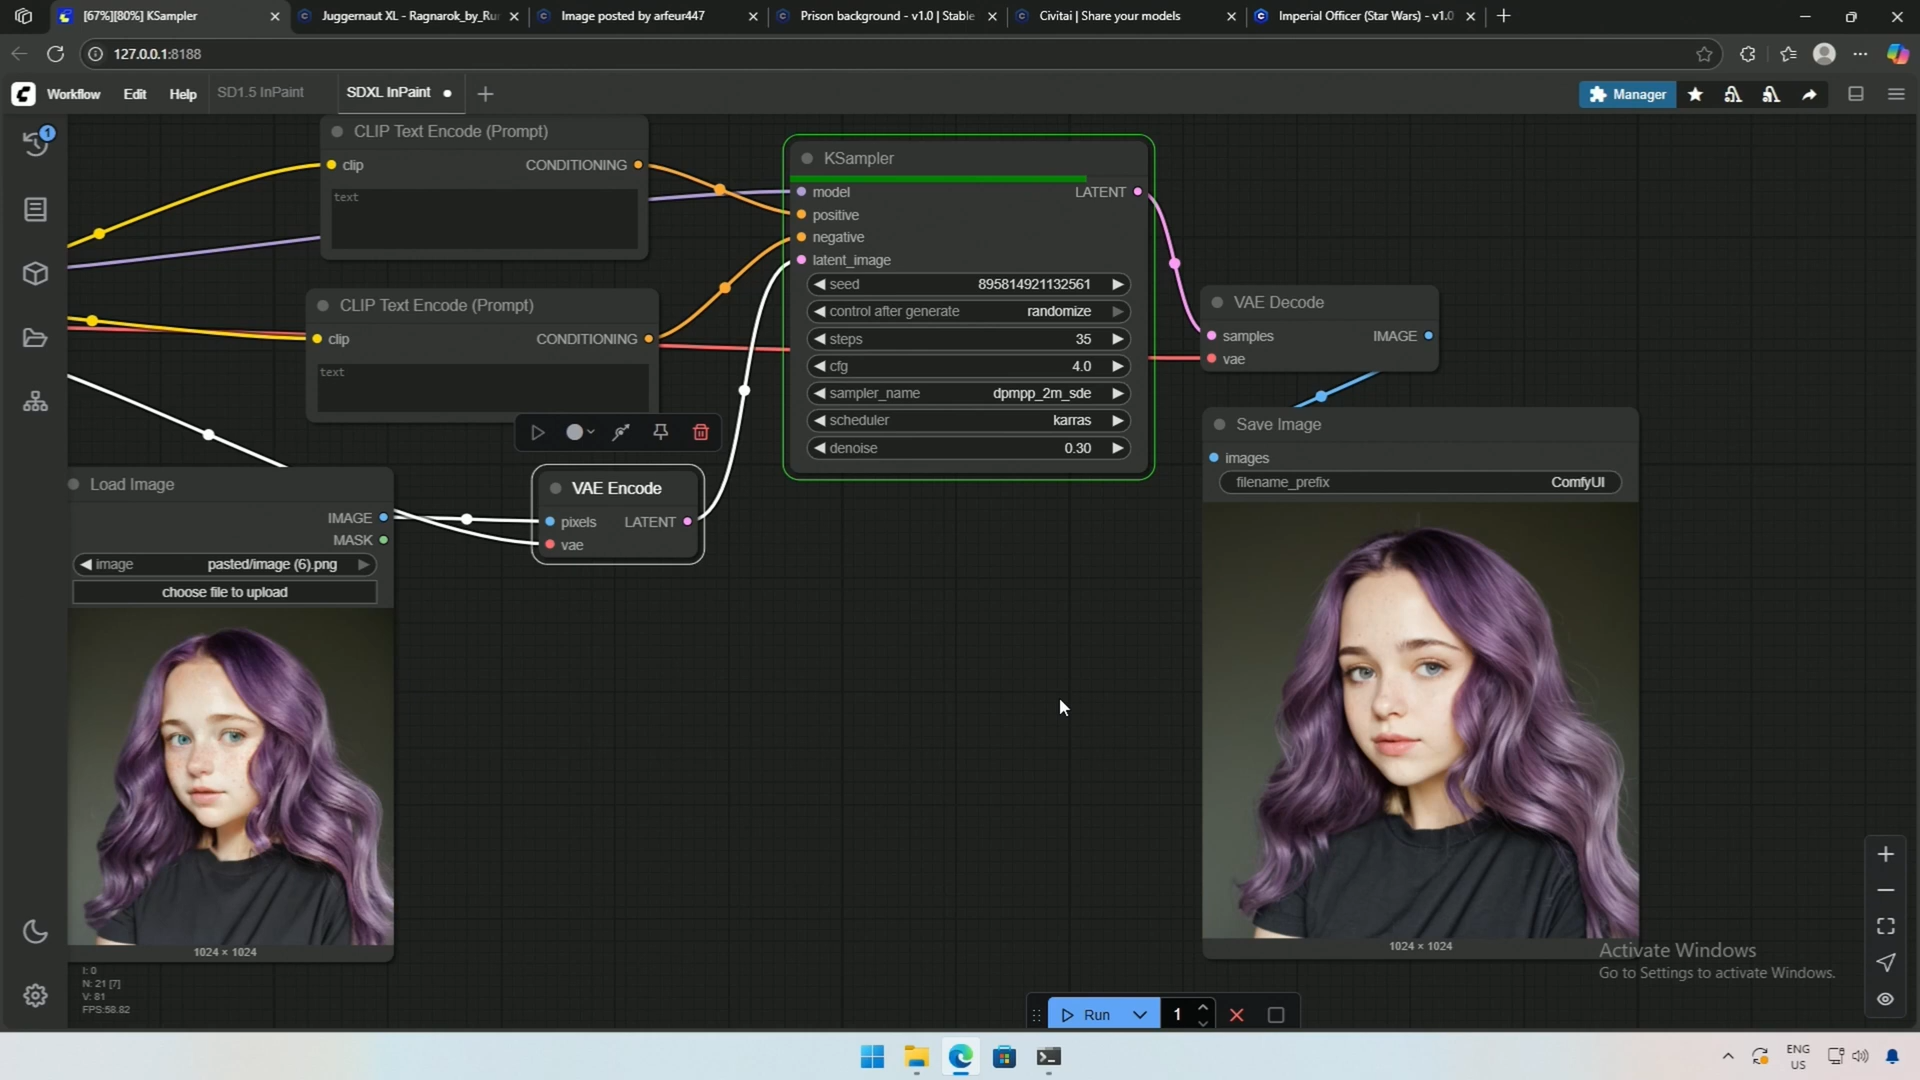 [67%][80%] KSampler
Juggernaut XL - Ragnarok_by_Ru
Image posted by arfeur447
Prison background - v1.0 | Stable
Civitai | Share your models
Imperial Officer (Star Wars) - v1.0
127.0.0.1:8188
Workflow
Edit
Help
SD1.5 InPaint
SDXL InPaint
Manager
1
CLIP Text Encode (Prompt)
clip
CONDITIONING
text
CLIP Text Encode (Prompt)
clip
CONDITIONING
text
KSampler
model
LATENT
positive
negative
latent_image
seed 895814921132561
control after generate randomize
steps 35
cfg 4.0
sampler_name dpmpp_2m_sde
scheduler karras
denoise 0.30
VAE Decode
samples
IMAGE
vae
Save Image
images
filename_prefix ComfyUI
1024 × 1024
Load Image
IMAGE
MASK
image pasted/image (6).png
choose file to upload
1024 × 1024
VAE Encode
pixels
LATENT
vae
I: 0
N: 21 [7]
V: 81
FPS:58.82
Run
1
Activate Windows
Go to Settings to activate Windows.
ENG
US